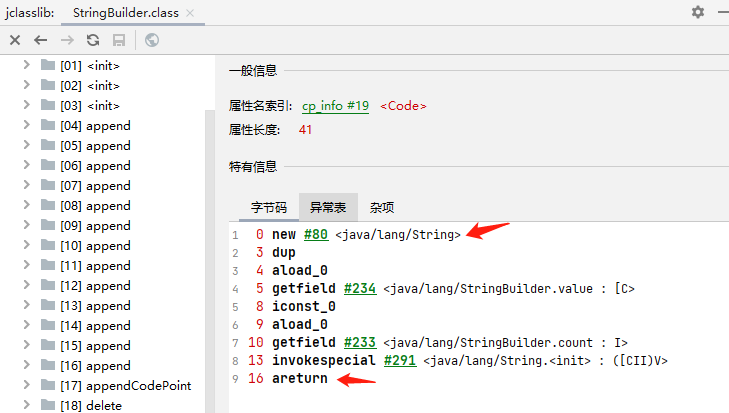 jclasslib: StringBuilder.class
[01] <init>
[02] <init>
[03] <init>
[04] append
[05] append
[06] append
[07] append
[08] append
[09] append
[10] append
[11] append
[12] append
[13] append
[14] append
[15] append
[16] append
[17] appendCodePoint
[18] delete
一般信息
属性名索引: cp_info #19 <Code>
属性长度: 41
特有信息
字节码 异常表 杂项
1 0 new #80 <java/lang/String>
2 3 dup
3 4 aload_0
4 5 getfield #234 <java/lang/StringBuilder.value : [C>
5 8 iconst_0
6 9 aload_0
7 10 getfield #233 <java/lang/StringBuilder.count : I>
8 13 invokespecial #291 <java/lang/String.<init> : ([CII)V>
9 16 areturn